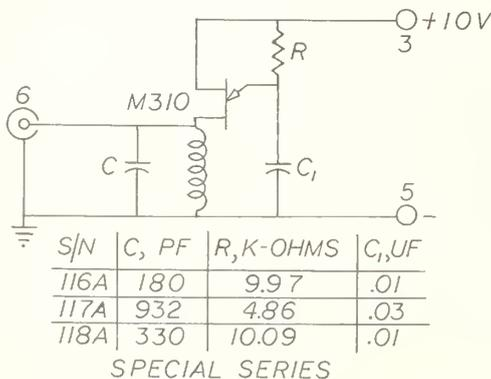 +10V
3
R
6
M310
C
C1
5
-
S/N C, PF R, K-OHMS C1, UF
116A 180 9.97 .01
117A 932 4.86 .03
118A 330 10.09 .01
SPECIAL SERIES